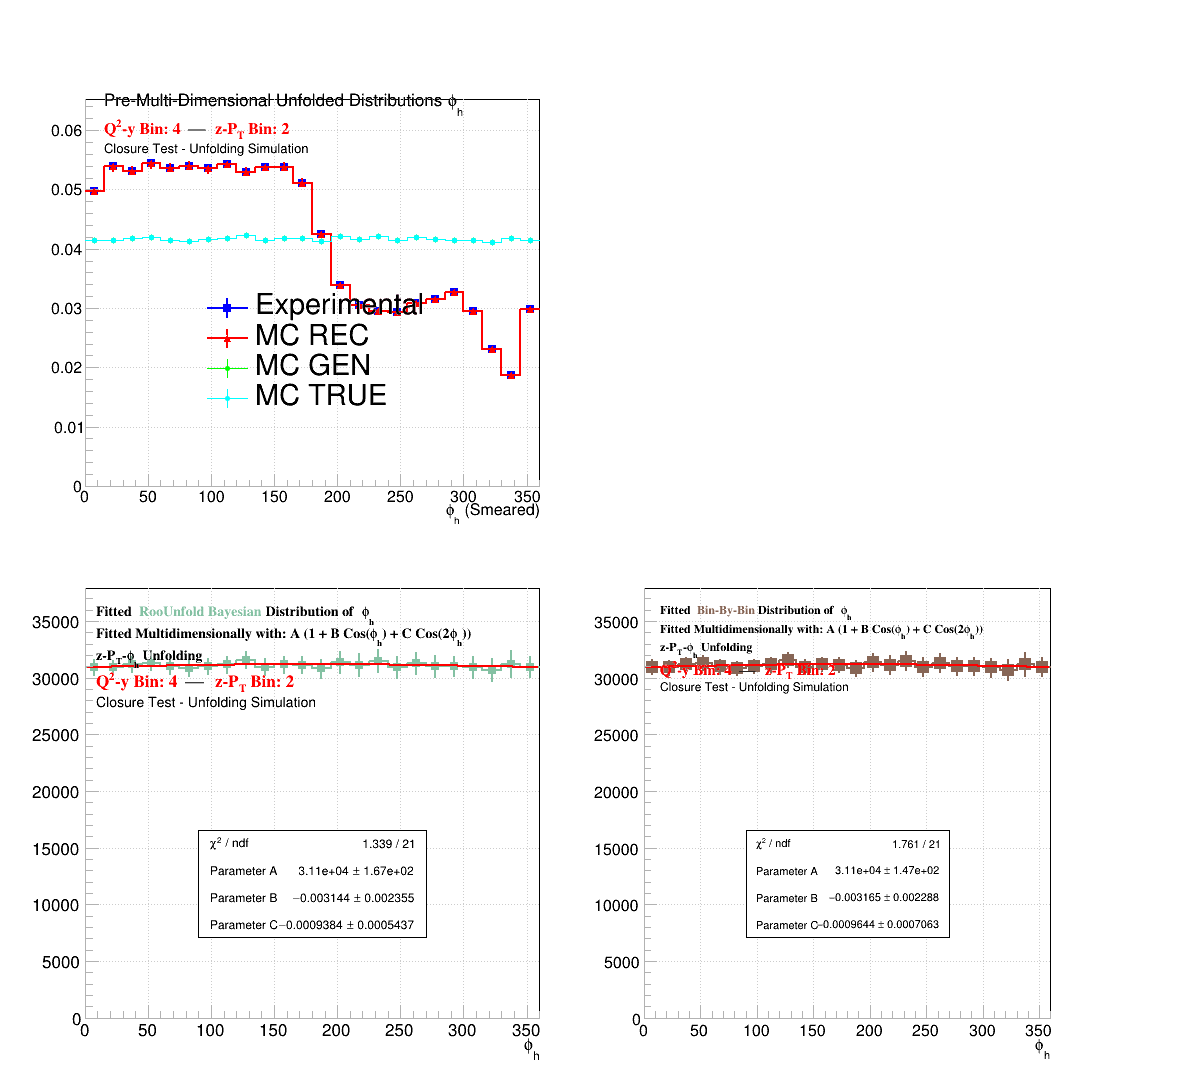 Pre-Multi-Dimensional Unfolded Distributions ϕh
Q²-y Bin: 4 — z-PT Bin: 2
Closure Test - Unfolding Simulation
0.06
0.05
0.04
0.03
0.02
0.01
0
Experimental
MC REC
MC GEN
MC TRUE
0 50 100 150 200 250 300 350
ϕh (Smeared)
Fitted RooUnfold Bayesian Distribution of ϕh
Fitted Multidimensionally with: A (1 + B Cos(ϕh) + C Cos(2ϕh))
z-PT-ϕh Unfolding
Q²-y Bin: 4 — z-PT Bin: 2
Closure Test - Unfolding Simulation
35000
30000
25000
20000
15000
10000
5000
0
χ² / ndf 1.339 / 21
Parameter A 3.11e+04 ± 1.67e+02
Parameter B −0.003144 ± 0.002355
Parameter C −0.0009384 ± 0.0005437
0 50 100 150 200 250 300 350
ϕh
Fitted Bin-By-Bin Distribution of ϕh
Fitted Multidimensionally with: A (1 + B Cos(ϕh) + C Cos(2ϕh))
z-PT-ϕh Unfolding
Q²-y Bin: 4 — z-PT Bin: 2
Closure Test - Unfolding Simulation
35000
30000
25000
20000
15000
10000
5000
0
χ² / ndf 1.761 / 21
Parameter A 3.11e+04 ± 1.47e+02
Parameter B −0.003165 ± 0.002288
Parameter C −0.0009644 ± 0.0007063
0 50 100 150 200 250 300 350
ϕh